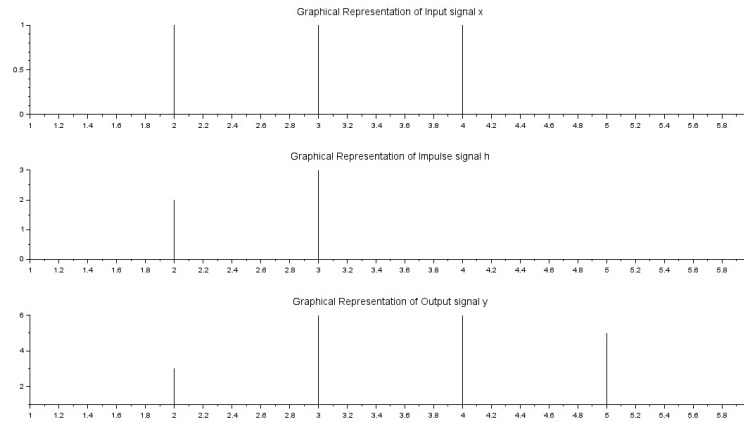 Graphical Representation of Input signal x
1
0.5
0
1 1.2 1.4 1.6 1.8 2 2.2 2.4 2.6 2.8 3 3.2 3.4 3.6 3.8 4 4.2 4.4 4.6 4.8 5 5.2 5.4 5.6 5.8
Graphical Representation of Impulse signal h
3
2
1
0
1 1.2 1.4 1.6 1.8 2 2.2 2.4 2.6 2.8 3 3.2 3.4 3.6 3.8 4 4.2 4.4 4.6 4.8 5 5.2 5.4 5.6 5.8
Graphical Representation of Output signal y
6
4
2
1 1.2 1.4 1.6 1.8 2 2.2 2.4 2.6 2.8 3 3.2 3.4 3.6 3.8 4 4.2 4.4 4.6 4.8 5 5.2 5.4 5.6 5.8